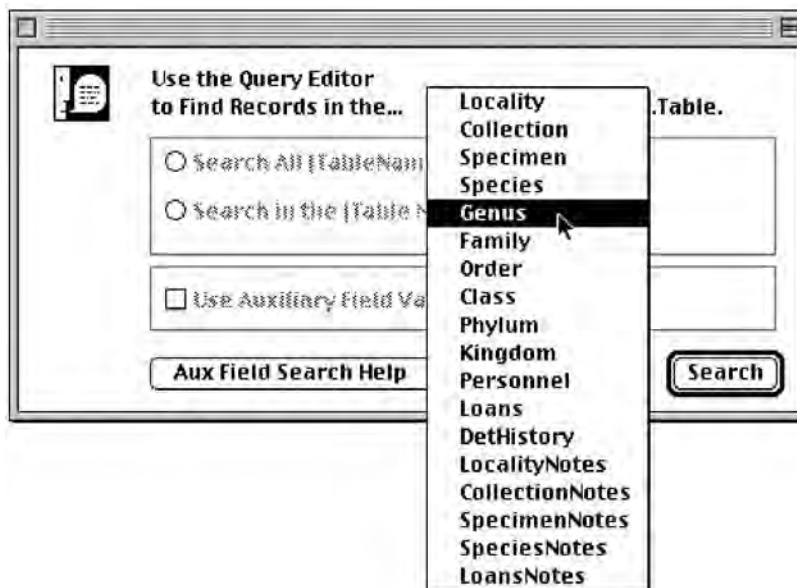 Use the Query Editor
to Find Records in the... .Table.
Search All [TableNam
Search in the [Table N
Use Auxiliary Field Va
Aux Field Search Help
Search
Locality
Collection
Specimen
Species
Genus
Family
Order
Class
Phylum
Kingdom
Personnel
Loans
DetHistory
LocalityNotes
CollectionNotes
SpecimenNotes
SpeciesNotes
LoansNotes